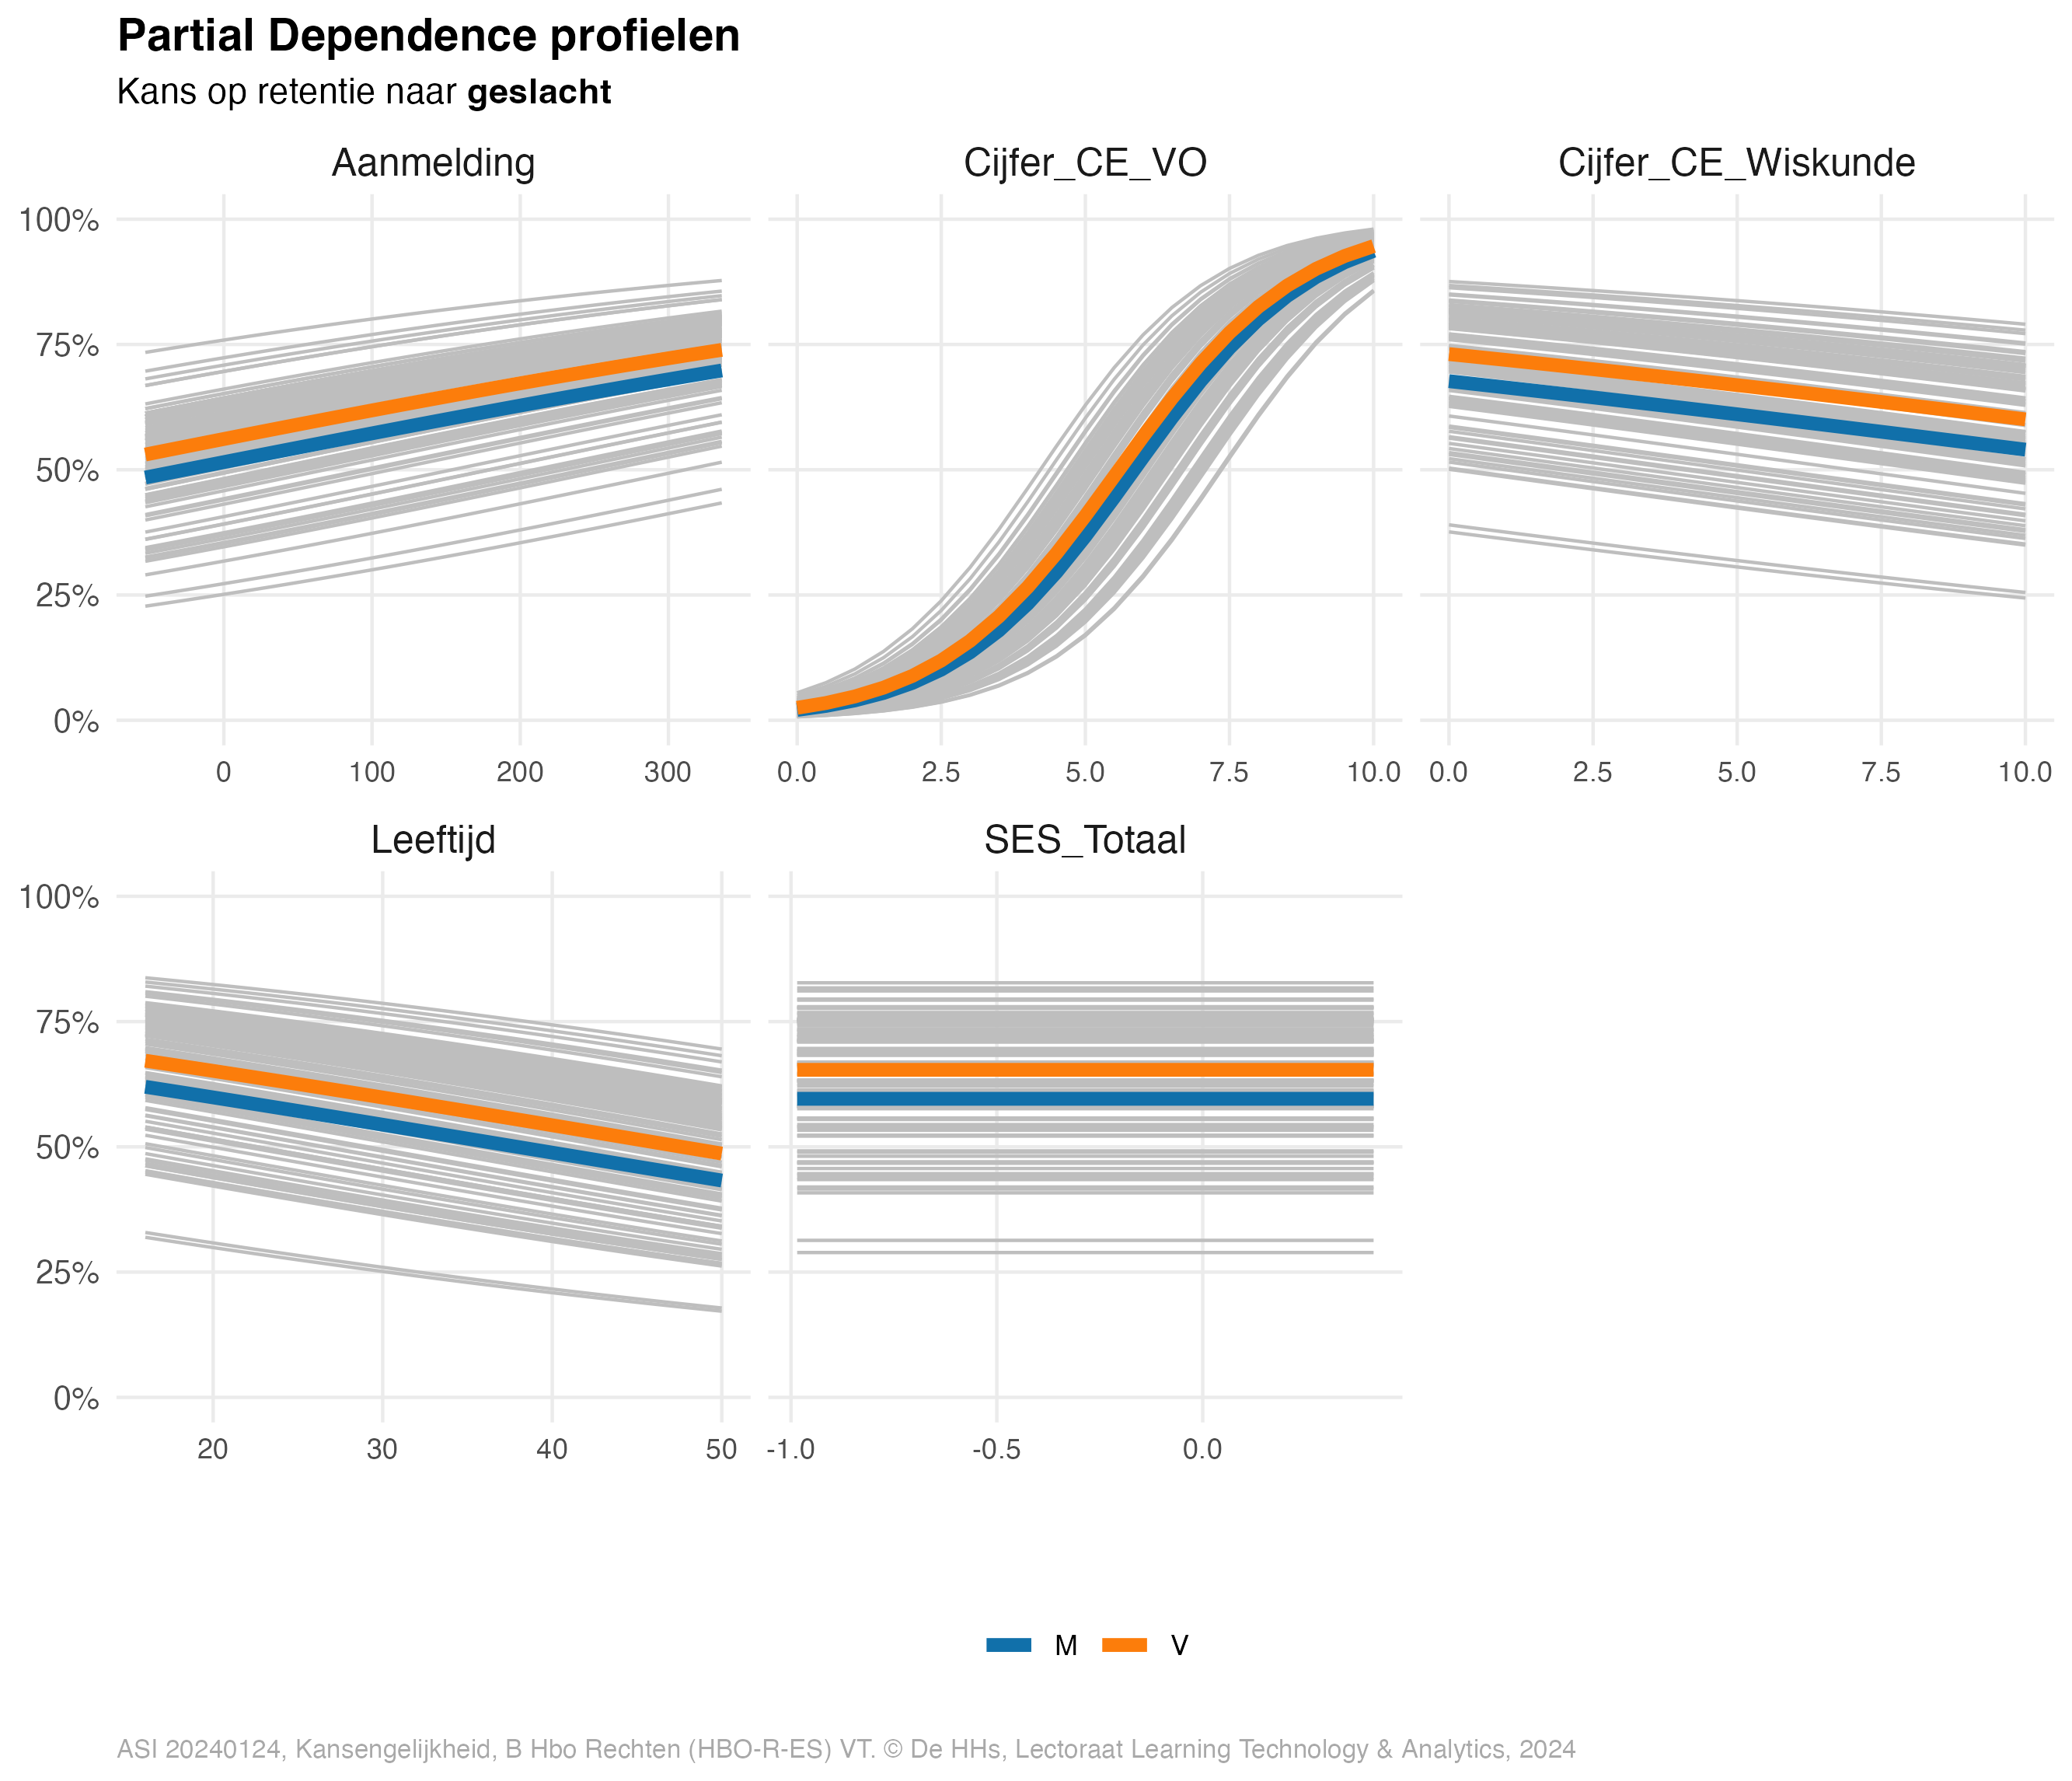 Partial Dependence profielen
Kans op retentie naar geslacht
Aanmelding Cijfer_CE_VO Cijfer_CE_Wiskunde
100%
75%
50%
25%
0%
0 100 200 300 0.0 2.5 5.0 7.5 10.0 0.0 2.5 5.0 7.5 10.0
Leeftijd SES_Totaal
100%
75%
50%
25%
0%
20 30 40 50 -1.0 -0.5 0.0
M V
ASI 20240124, Kansengelijkheid, B Hbo Rechten (HBO-R-ES) VT. © De HHs, Lectoraat Learning Technology & Analytics, 2024